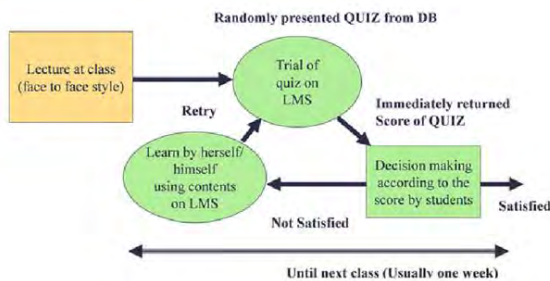 Randomly presented QUIZ from DB
Lecture at class
(face to face style)
Trial of
quiz on
LMS
Retry
Immediately returned
Score of QUIZ
Learn by herself/
himself
using contents
on LMS
Decision making
according to the
score by students
Not Satisfied
Satisfied
Until next class (Usually one week)